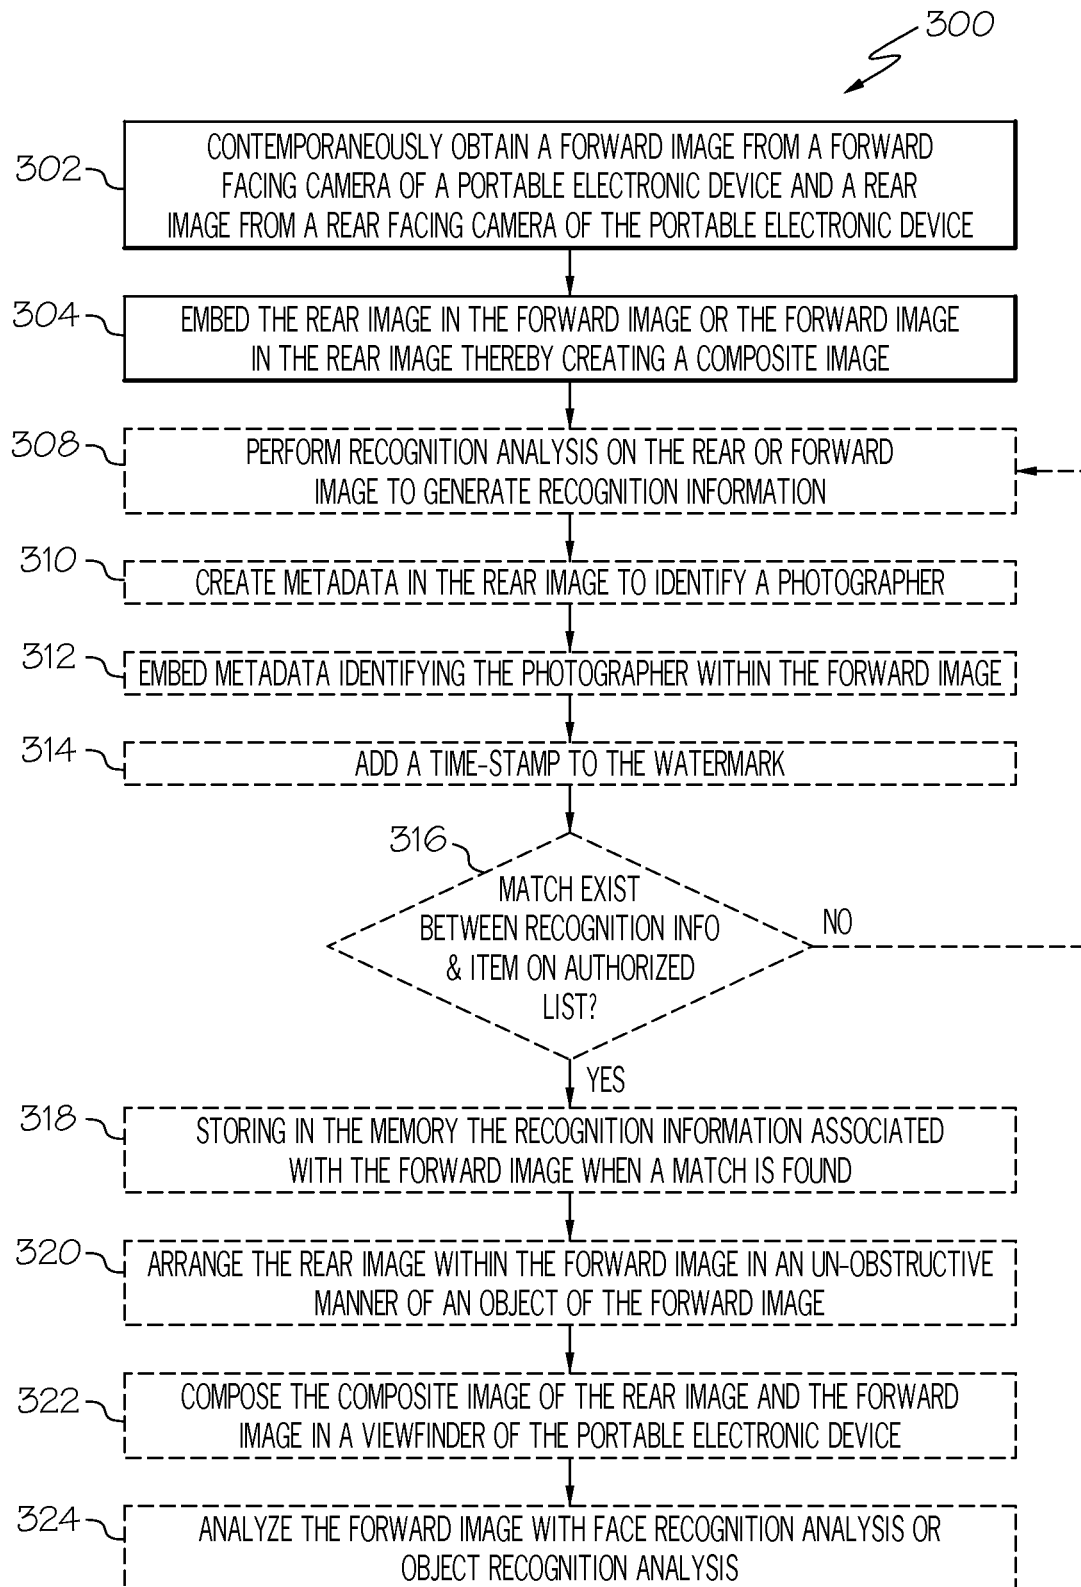 300
302
CONTEMPORANEOUSLY OBTAIN A FORWARD IMAGE FROM A FORWARD
FACING CAMERA OF A PORTABLE ELECTRONIC DEVICE AND A REAR
IMAGE FROM A REAR FACING CAMERA OF THE PORTABLE ELECTRONIC DEVICE
304
EMBED THE REAR IMAGE IN THE FORWARD IMAGE OR THE FORWARD IMAGE
IN THE REAR IMAGE THEREBY CREATING A COMPOSITE IMAGE
308
PERFORM RECOGNITION ANALYSIS ON THE REAR OR FORWARD
IMAGE TO GENERATE RECOGNITION INFORMATION
310
CREATE METADATA IN THE REAR IMAGE TO IDENTIFY A PHOTOGRAPHER
312
EMBED METADATA IDENTIFYING THE PHOTOGRAPHER WITHIN THE FORWARD IMAGE
314
ADD A TIME-STAMP TO THE WATERMARK
316
MATCH EXIST
BETWEEN RECOGNITION INFO
& ITEM ON AUTHORIZED
LIST?
NO
YES
318
STORING IN THE MEMORY THE RECOGNITION INFORMATION ASSOCIATED
WITH THE FORWARD IMAGE WHEN A MATCH IS FOUND
320
ARRANGE THE REAR IMAGE WITHIN THE FORWARD IMAGE IN AN UN-OBSTRUCTIVE
MANNER OF AN OBJECT OF THE FORWARD IMAGE
322
COMPOSE THE COMPOSITE IMAGE OF THE REAR IMAGE AND THE FORWARD
IMAGE IN A VIEWFINDER OF THE PORTABLE ELECTRONIC DEVICE
324
ANALYZE THE FORWARD IMAGE WITH FACE RECOGNITION ANALYSIS OR
OBJECT RECOGNITION ANALYSIS